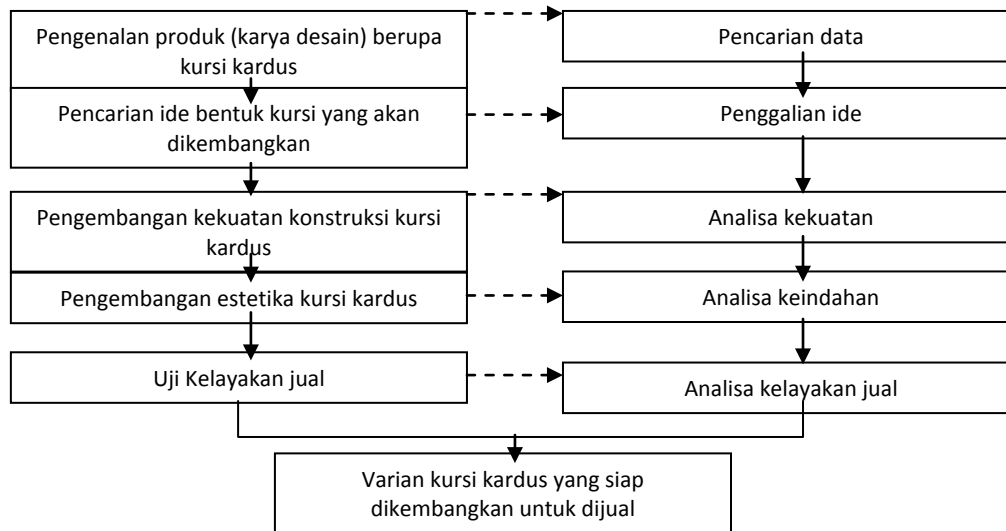 Pengenalan produk (karya desain) berupa
kursi kardus
Pencarian data
Pencarian ide bentuk kursi yang akan
dikembangkan
Penggalian ide
Pengembangan kekuatan konstruksi kursi
kardus
Analisa kekuatan
Pengembangan estetika kursi kardus
Analisa keindahan
Uji Kelayakan jual
Analisa kelayakan jual
Varian kursi kardus yang siap
dikembangkan untuk dijual